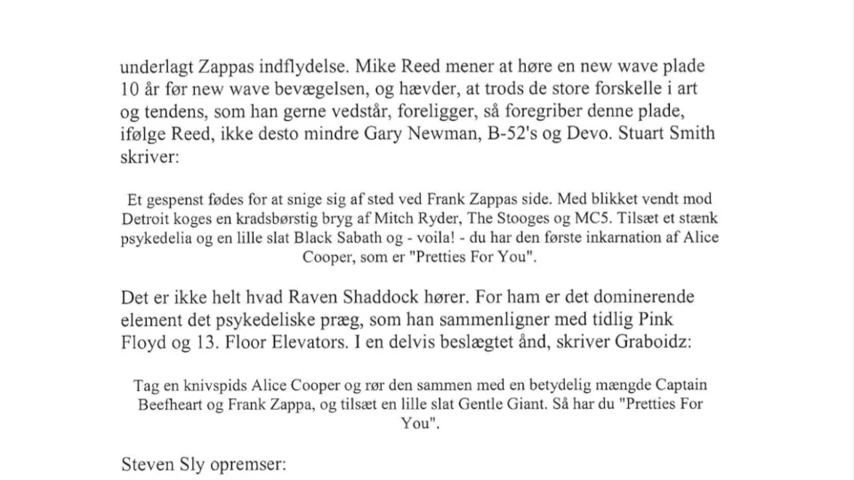 underlagt Zappas indflydelse. Mike Reed mener at høre en new wave plade
10 år før new wave bevægelsen, og hævder, at trods de store forskelle i art
og tendens, som han gerne vedstår, foreligger, så foregriber denne plade,
ifølge Reed, ikke desto mindre Gary Newman, B-52's og Devo. Stuart Smith
skriver:
Et gespenst fødes for at snige sig af sted ved Frank Zappas side. Med blikket vendt mod
Detroit koges en kradsbørstig bryg af Mitch Ryder, The Stooges og MC5. Tilsæt et stænk
psykedelia og en lille slat Black Sabath og - voila! - du har den første inkarnation af Alice
Cooper, som er "Pretties For You".
Det er ikke helt hvad Raven Shaddock hører. For ham er det dominerende
element det psykedeliske præg, som han sammenligner med tidlig Pink
Floyd og 13. Floor Elevators. I en delvis beslægtet ånd, skriver Graboidz:
Tag en knivspids Alice Cooper og rør den sammen med en betydelig mængde Captain
Beefheart og Frank Zappa, og tilsæt en lille slat Gentle Giant. Så har du "Pretties For
You".
Steven Sly opremser: